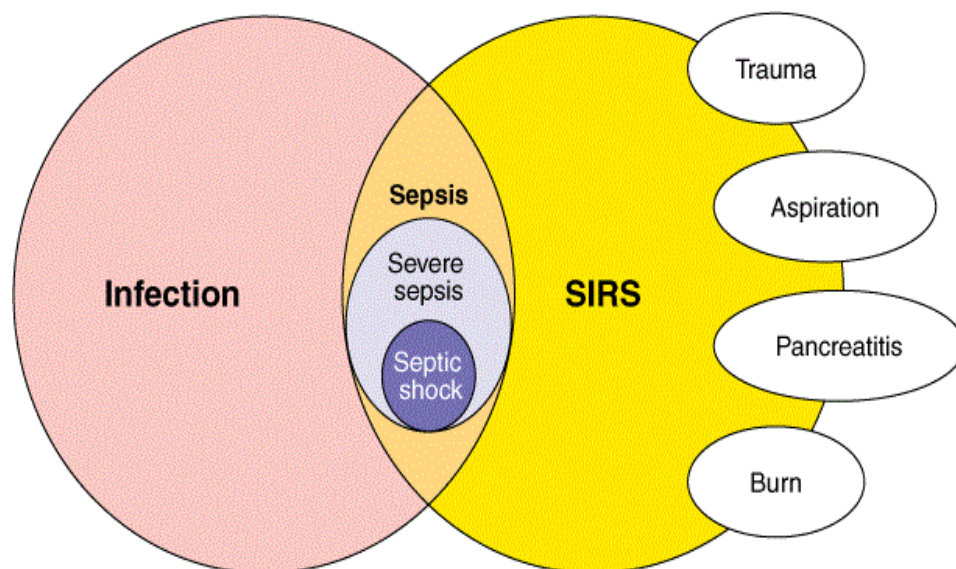 Trauma
Sepsis
Aspiration
Severe
sepsis
Infection
SIRS
Pancreatitis
Septic
shock
Burn